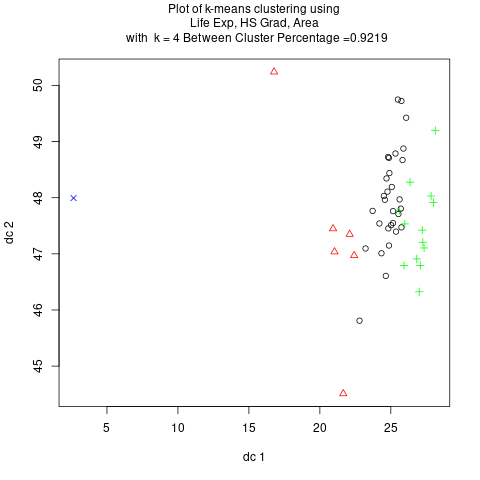 Plot of k-means clustering using
Life Exp, HS Grad, Area
with k = 4 Between Cluster Percentage =0.9219
50
49
48
47
46
45
dc 2
5 10 15 20 25
dc 1